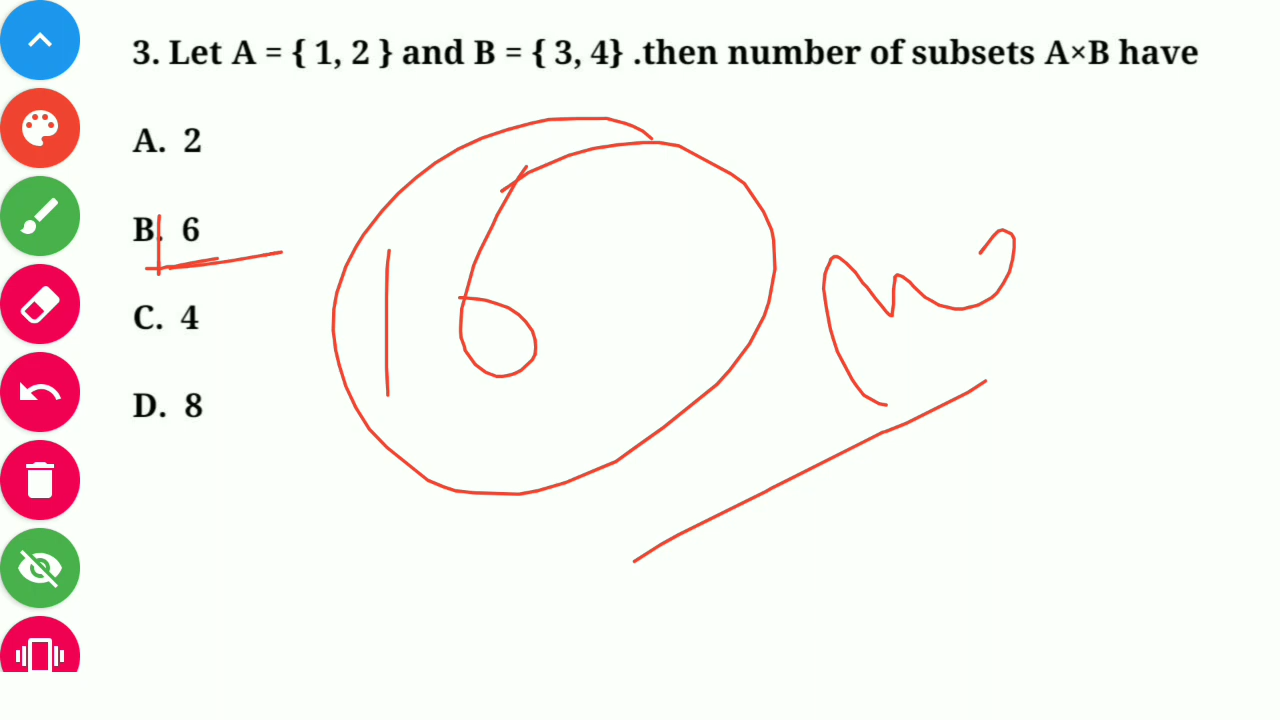 3. Let A = { 1, 2 } and B = { 3, 4} .then number of subsets A×B have
A. 2
B. 6
C. 4
D. 8
16